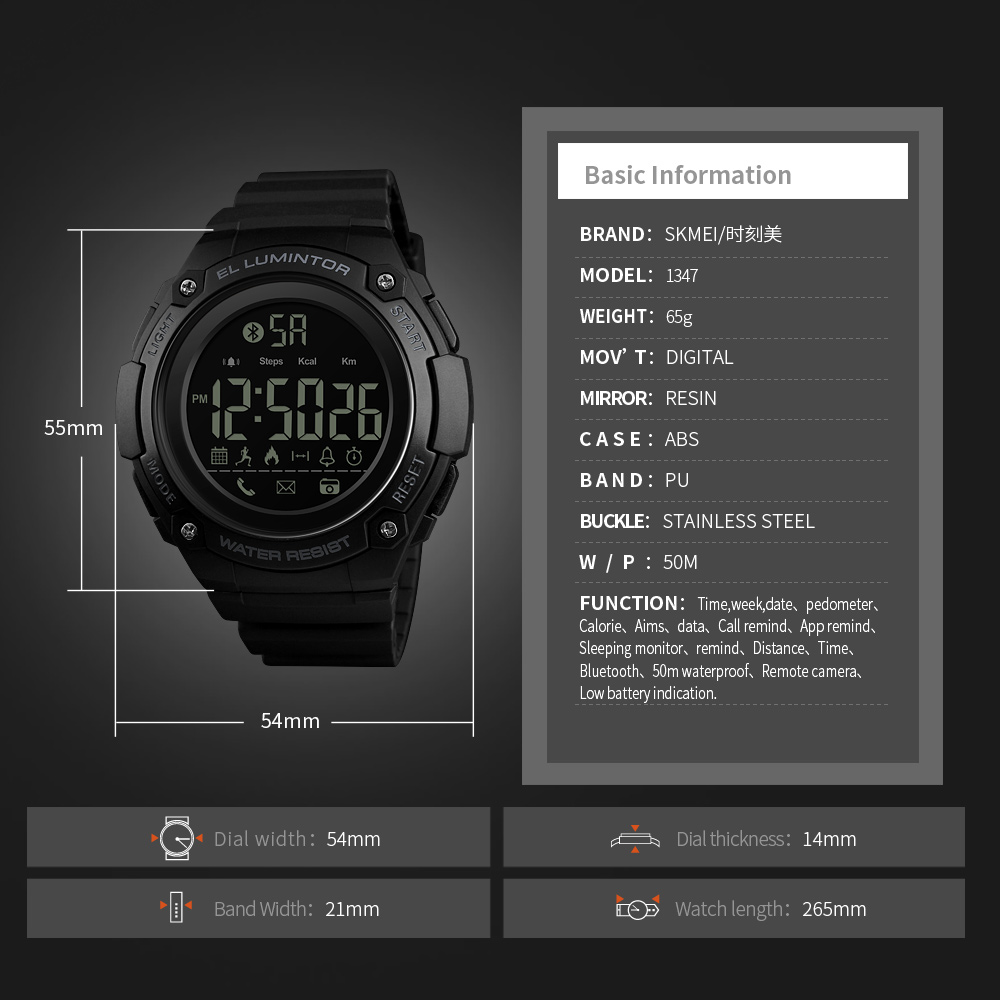 EL LUMINTOR
LIGHT
START
SA
Steps Kcal Km
PM 12:50 26
MODE
RESET
WATER RESIST
55mm
54mm
Basic Information
BRAND： SKMEI/时刻美
MODEL： 1347
WEIGHT： 65g
MOV’ T： DIGITAL
MIRROR： RESIN
CASE： ABS
BAND： PU
BUCKLE： STAINLESS STEEL
W / P ： 50M
FUNCTION： Time,week,date、pedometer、
Calorie、Aims、data、Call remind、App remind、
Sleeping monitor、remind、Distance、Time、
Bluetooth、50m waterproof、Remote camera、
Low battery indication.
Dial width： 54mm
Dial thickness： 14mm
Band Width： 21mm
Watch length： 265mm